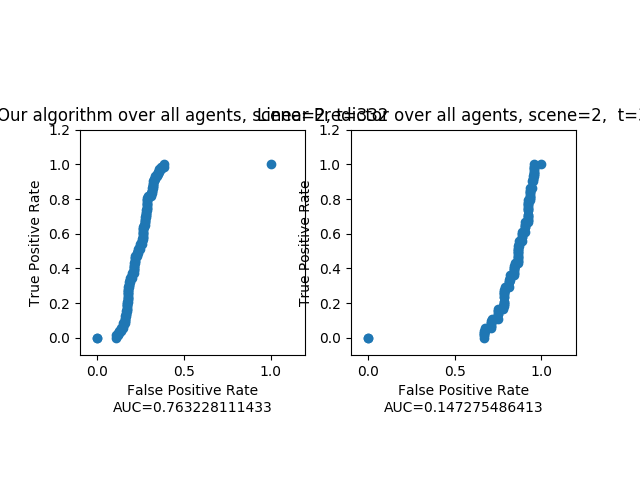 Our algorithm over all agents, scene=2, t=332
Linear Predictor over all agents, scene=2, t=3
True Positive Rate
1.2
1.0
0.8
0.6
0.4
0.2
0.0
0.0 0.5 1.0
False Positive Rate
AUC=0.763228111433
True Positive Rate
1.2
1.0
0.8
0.6
0.4
0.2
0.0
0.0 0.5 1.0
False Positive Rate
AUC=0.147275486413